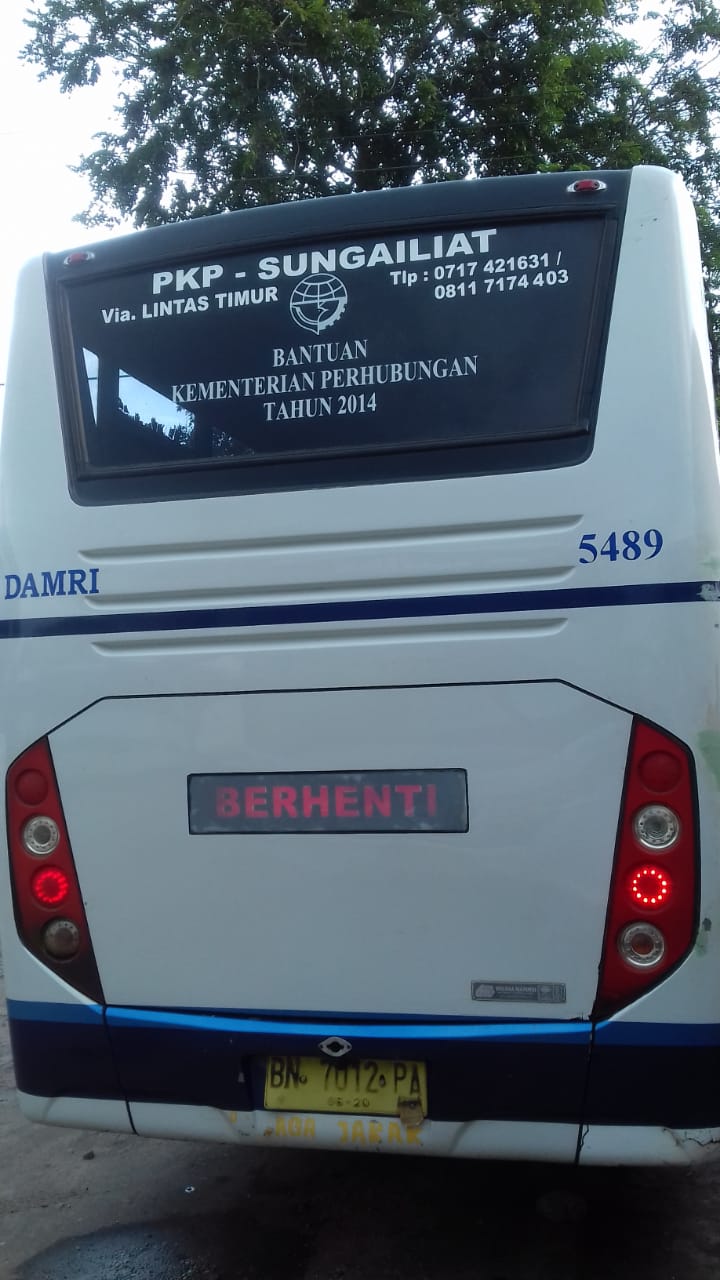 PKP - SUNGAILIAT
Via. LINTAS TIMUR
Tlp : 0717 421631 /
0811 7174 403
BANTUAN
KEMENTERIAN PERHUBUNGAN
TAHUN 2014
5489
DAMRI
BERHENTI
BN 7012 PA
JARAK